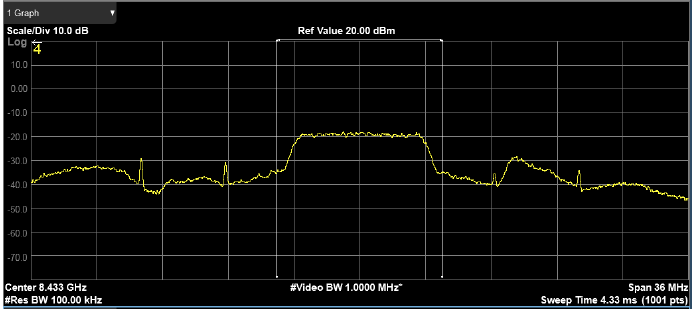 1 Graph
Scale/Div 10.0 dB
Ref Value 20.00 dBm
Log
4
10.0
0.00
-10.0
-20.0
-30.0
-40.0
-50.0
-60.0
-70.0
Center 8.433 GHz
#Video BW 1.0000 MHz*
Span 36 MHz
#Res BW 100.00 kHz
Sweep Time 4.33 ms (1001 pts)